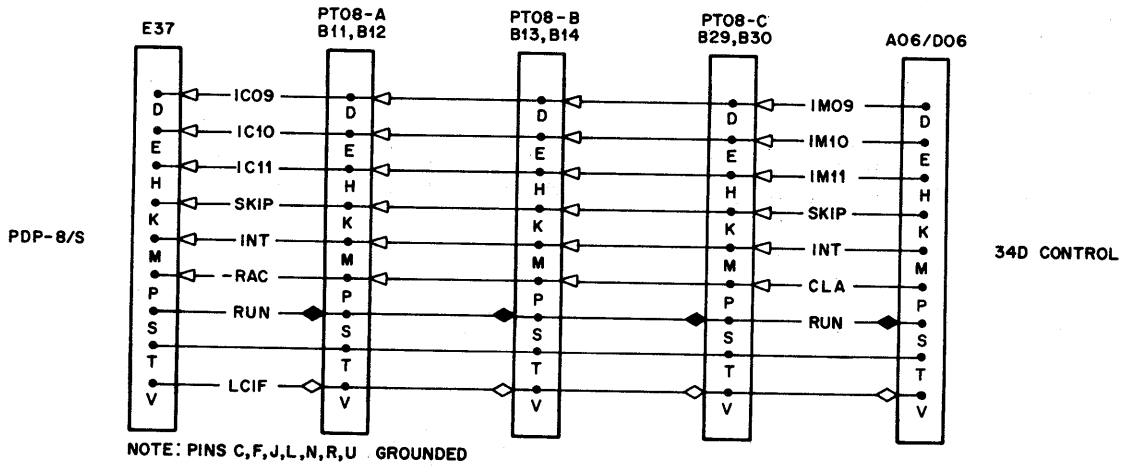 E37
PT08-A
B11,B12
PT08-B
B13,B14
PT08-C
B29,B30
A06/D06
D IC09 D D D IM09 D
E IC10 E E E IM10 E
H IC11 H H H IM11 H
K SKIP K K K SKIP K
M INT M M M INT M
P -RAC P P P CLA P
S RUN S S S RUN S
T T T T T
V LCIF V V V V
PDP-8/S
34D CONTROL
NOTE: PINS C,F,J,L,N,R,U GROUNDED